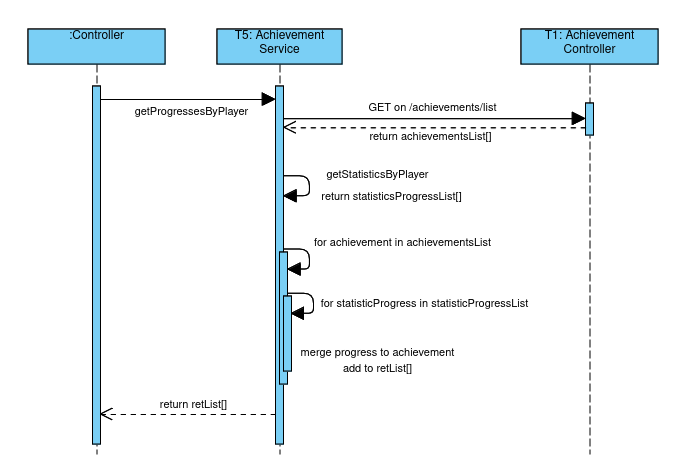 :Controller
T5: Achievement
Service
T1: Achievement
Controller
getProgressesByPlayer
GET on /achievements/list
return achievementsList[]
getStatisticsByPlayer
return statisticsProgressList[]
for achievement in achievementsList
for statisticProgress in statisticProgressList
merge progress to achievement
add to retList[]
return retList[]